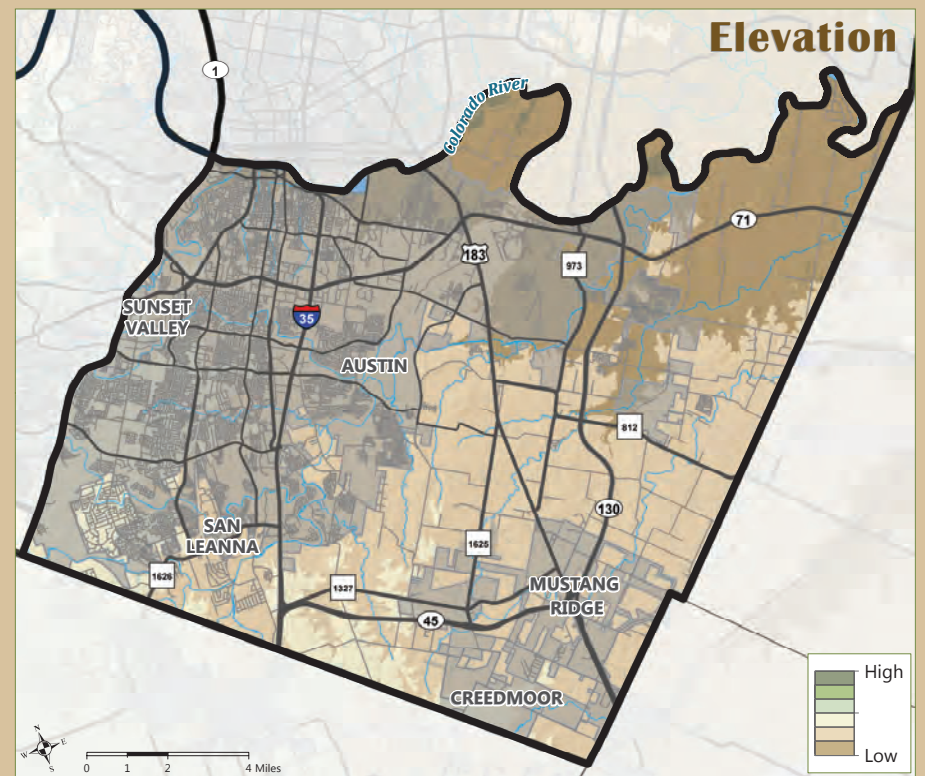 Elevation
1
Colorado River
71
183
973
SUNSET
VALLEY
35
AUSTIN
812
130
SAN
LEANNA
1625
1626
1327
MUSTANG
RIDGE
45
CREEDMOOR
High
Low
N
W E
S
0 1 2 4 Miles